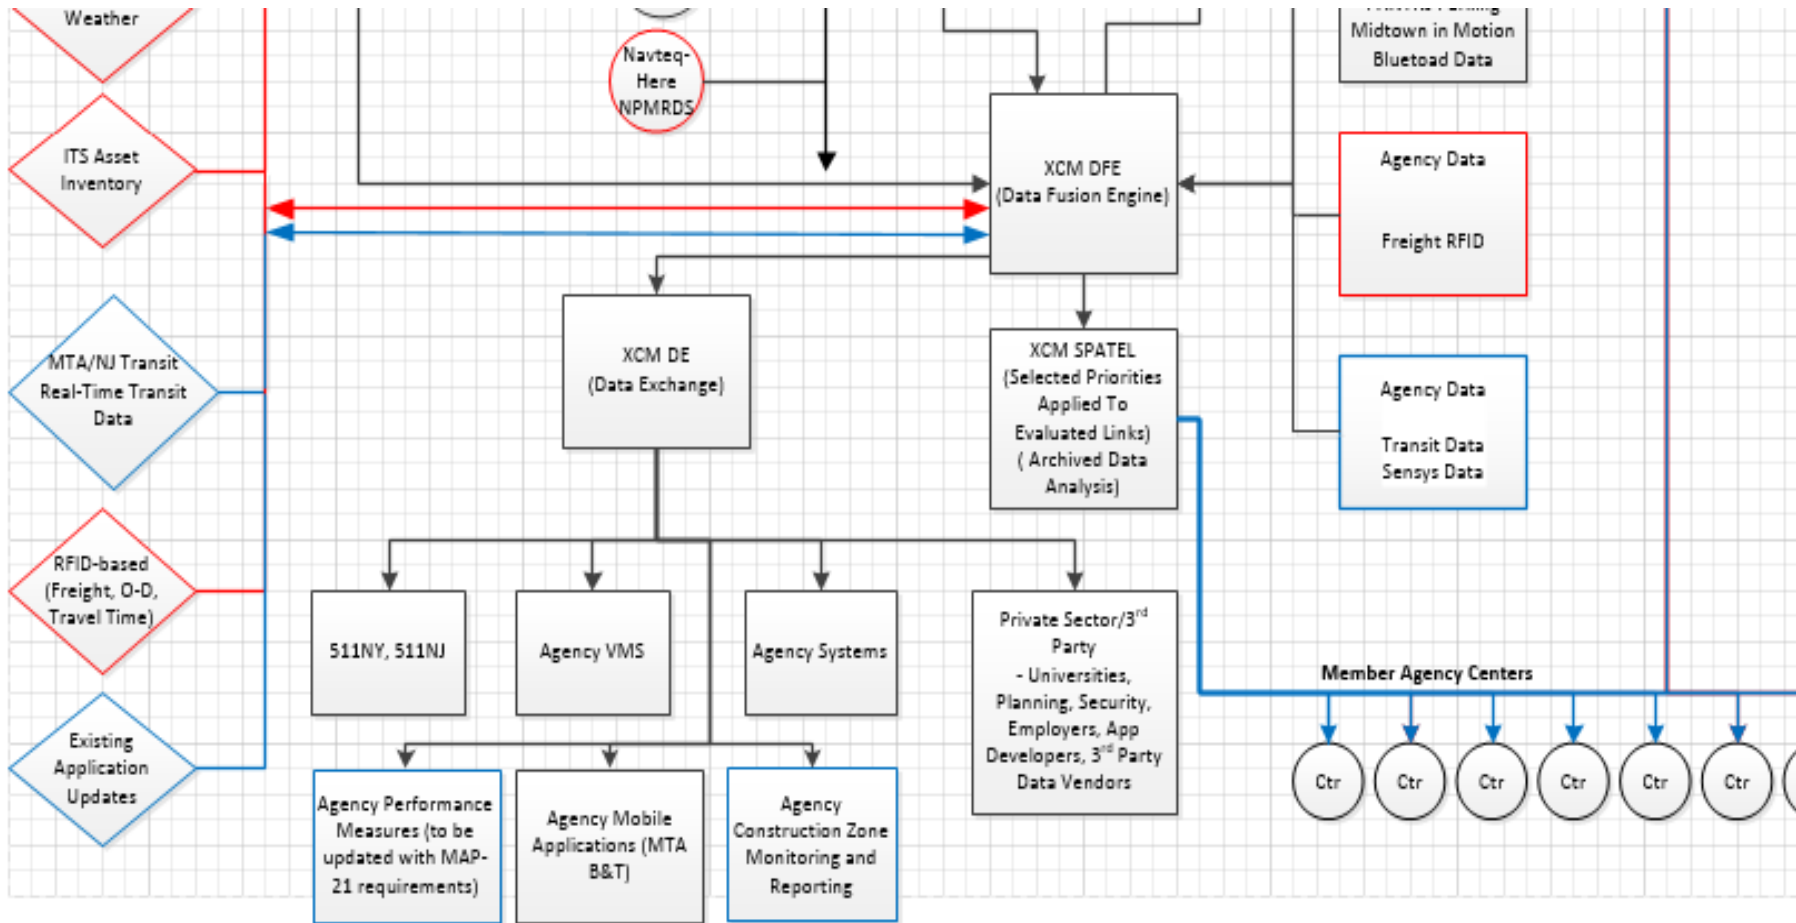 Weather
ITS Asset
Inventory
MTA/NJ Transit
Real-Time Transit
Data
RFID-based
(Freight, O-D,
Travel Time)
Existing
Application
Updates
Navteq-
Here
NPMRDS
XCM DFE
(Data Fusion Engine)
XCM DE
(Data Exchange)
XCM SPATEL
(Selected Priorities
Applied To
Evaluated Links)
( Archived Data
Analysis)
Midtown in Motion
Bluetoad Data
Agency Data
Freight RFID
Agency Data
Transit Data
Sensys Data
511NY, 511NJ
Agency VMS
Agency Systems
Private Sector/3rd
Party
- Universities,
Planning, Security,
Employers, App
Developers, 3rd Party
Data Vendors
Agency Performance
Measures (to be
updated with MAP-
21 requirements)
Agency Mobile
Applications (MTA
B&T)
Agency
Construction Zone
Monitoring and
Reporting
Member Agency Centers
Ctr
Ctr
Ctr
Ctr
Ctr
Ctr